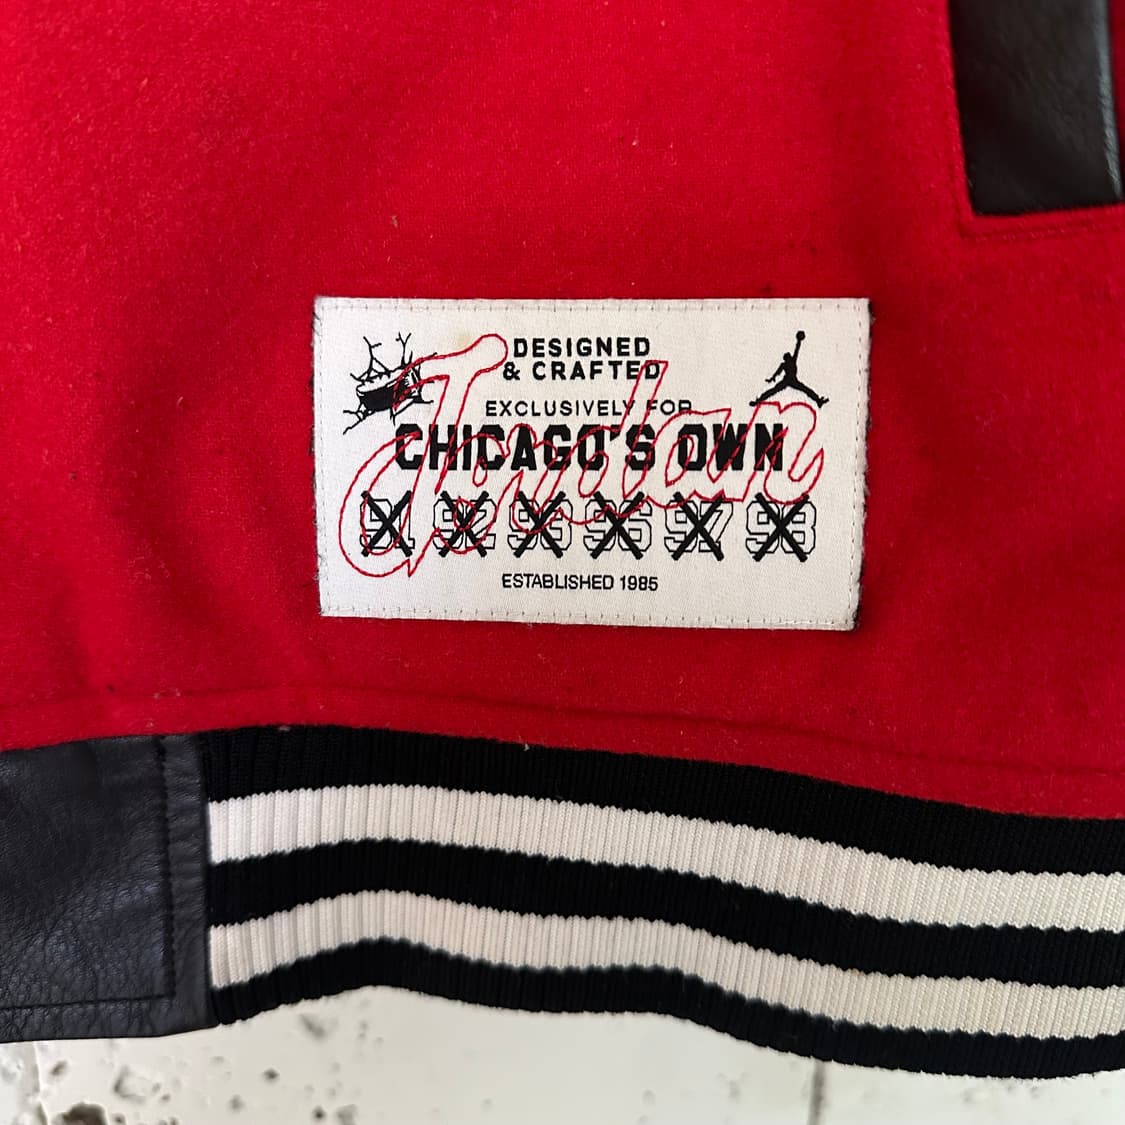 DESIGNED
& CRAFTED
EXCLUSIVELY FOR
CHICAGO'S OWN
Jordan
91 92 93 96 97 98
ESTABLISHED 1985